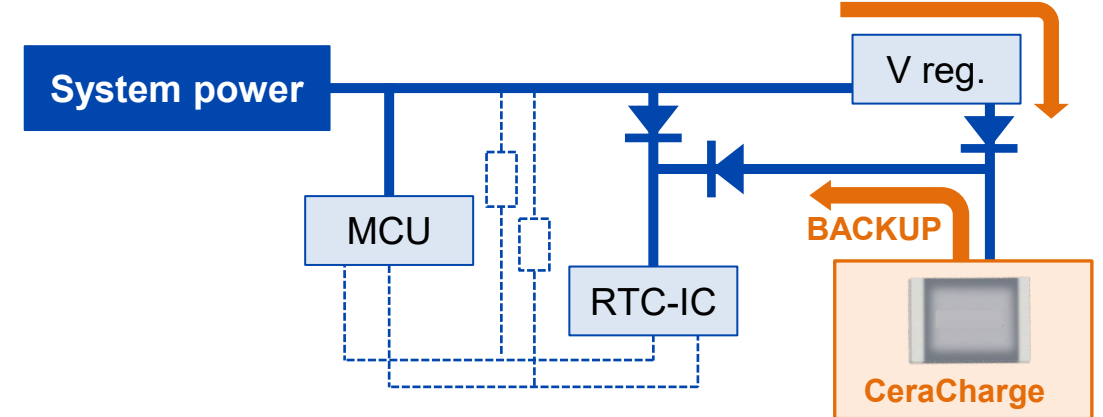 System power
V reg.
MCU
BACKUP
RTC-IC
CeraCharge